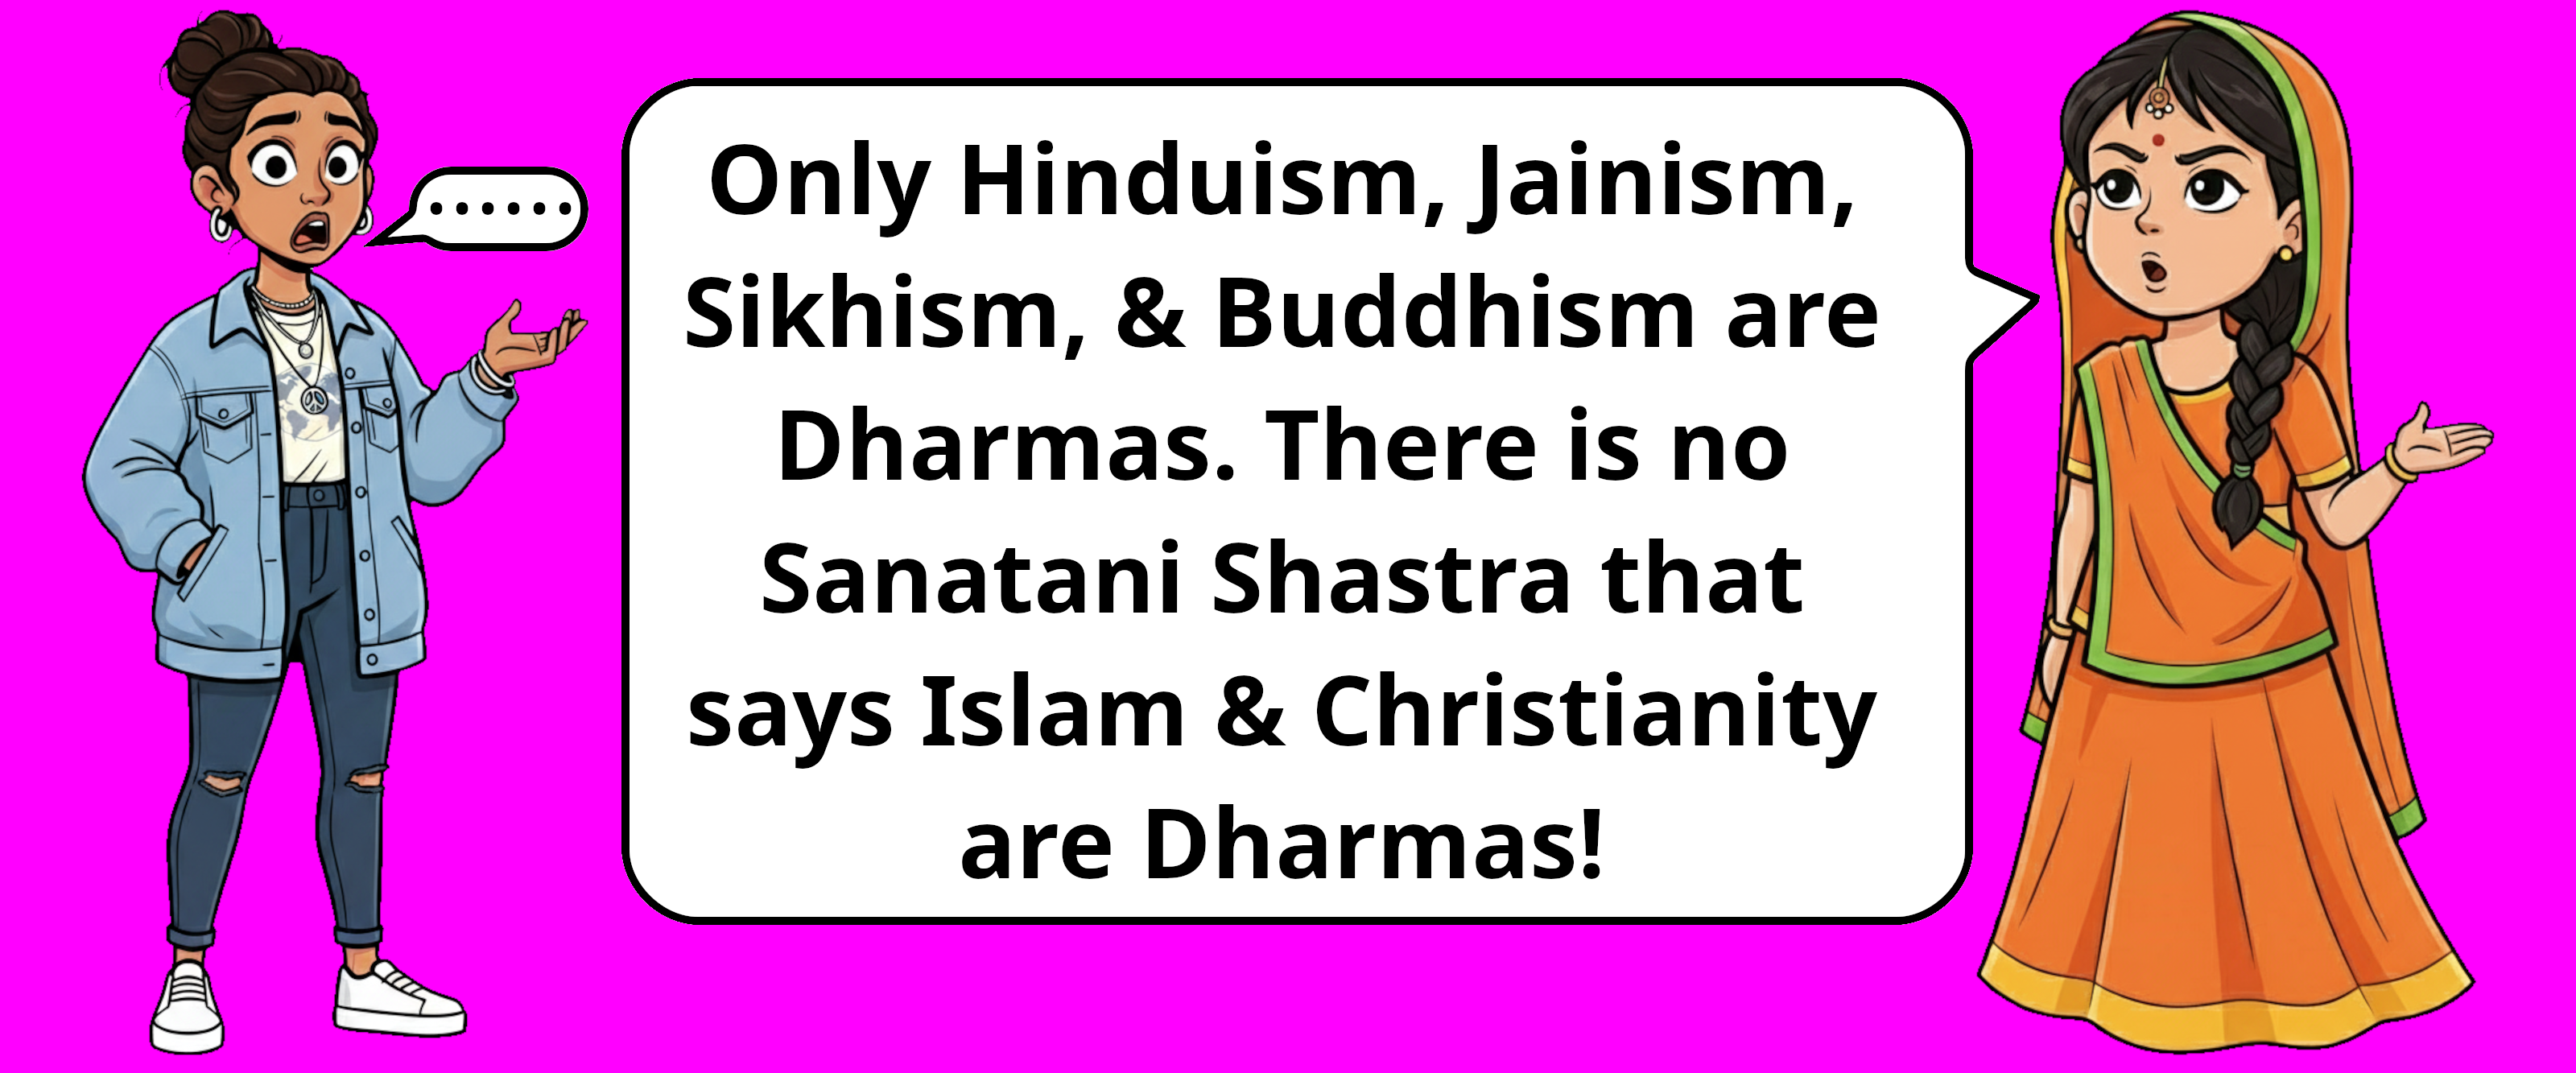 ......
Only Hinduism, Jainism,
Sikhism, & Buddhism are
Dharmas. There is no
Sanatani Shastra that
says Islam & Christianity
are Dharmas!